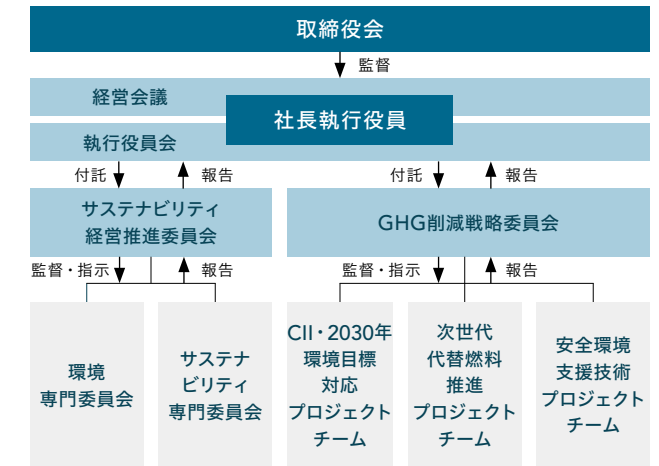 取締役会
監督
経営会議
社長執行役員
執行役員会
付託
報告
付託
報告
サステナビリティ
経営推進委員会
GHG削減戦略委員会
監督・指示
報告
監督・指示
報告
環境
専門委員会
サステナ
ビリティ
専門委員会
CII・2030年
環境目標
対応
プロジェクト
チーム
次世代
代替燃料
推進
プロジェクト
チーム
安全環境
支援技術
プロジェクト
チーム